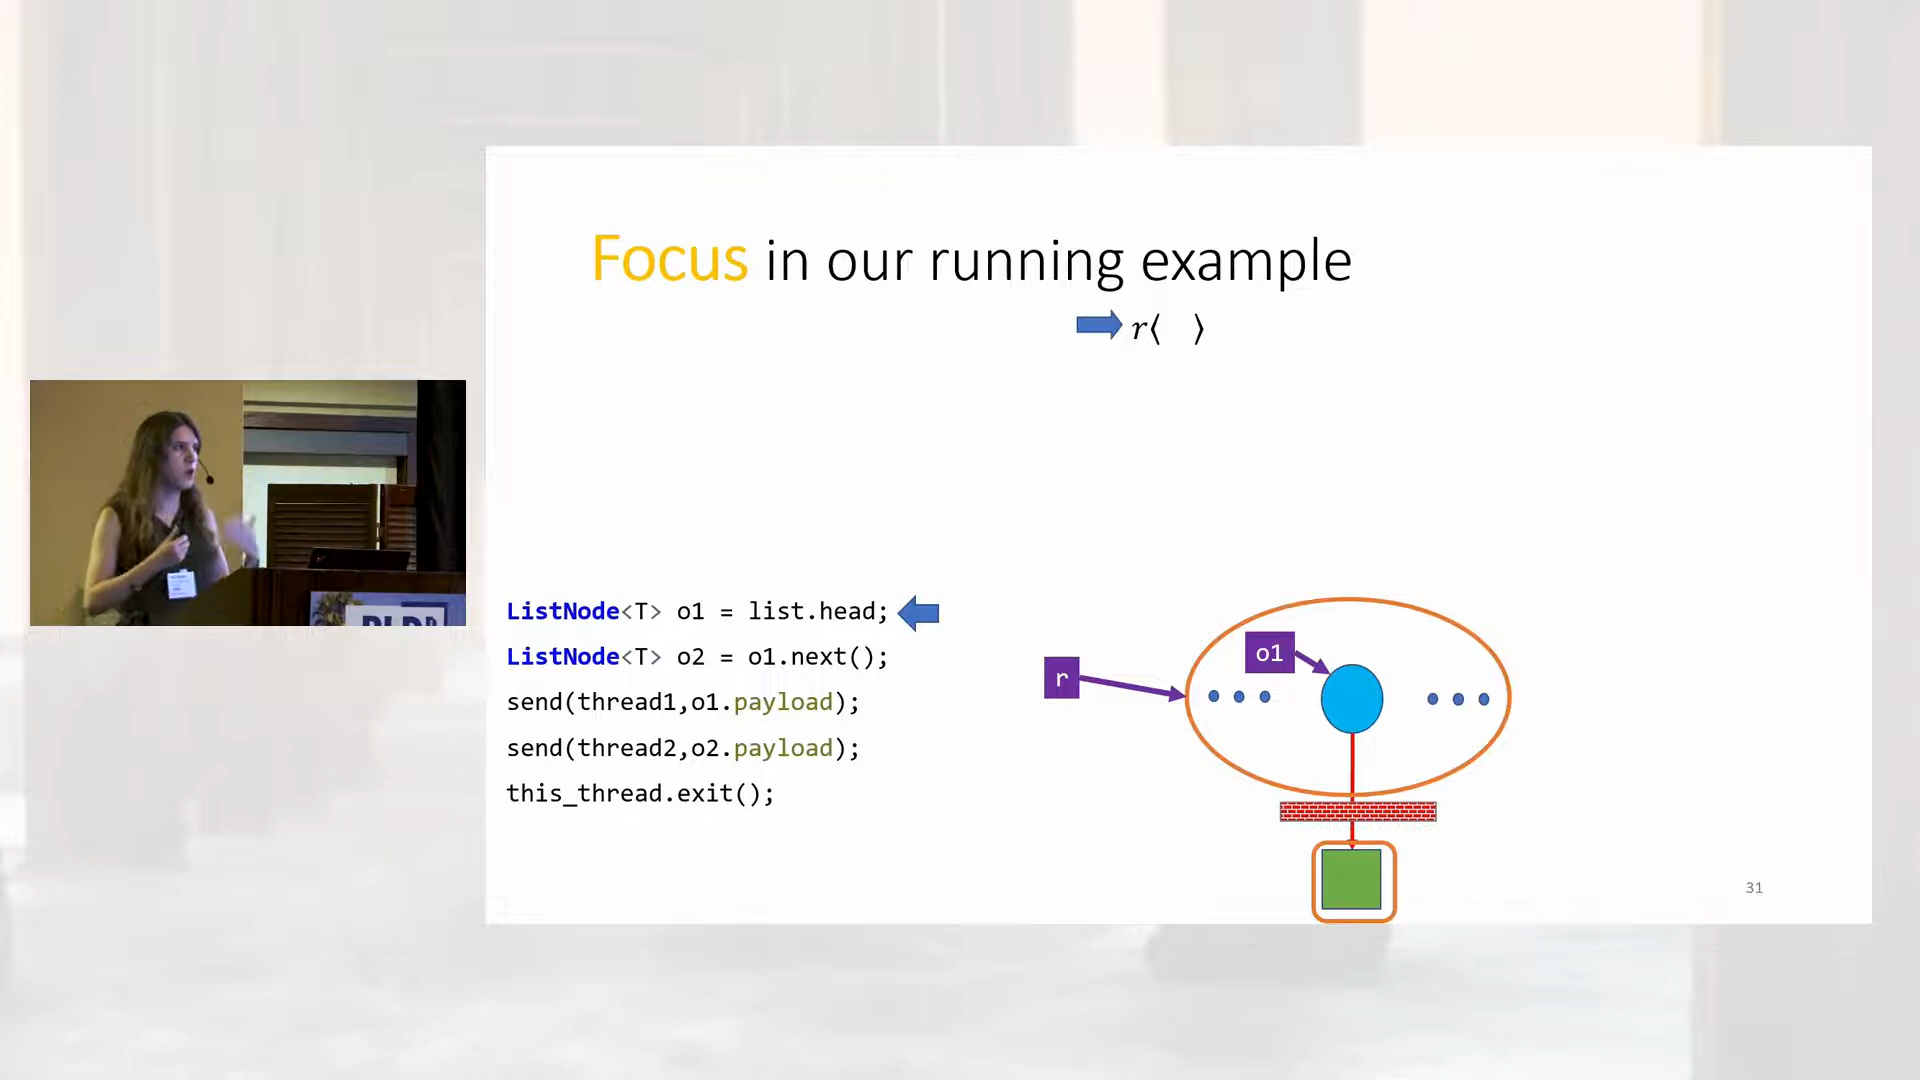 Focus in our running example
r⟨ ⟩
ListNode<T> o1 = list.head;
ListNode<T> o2 = o1.next();
send(thread1,o1.payload);
send(thread2,o2.payload);
this_thread.exit();
r
o1
31